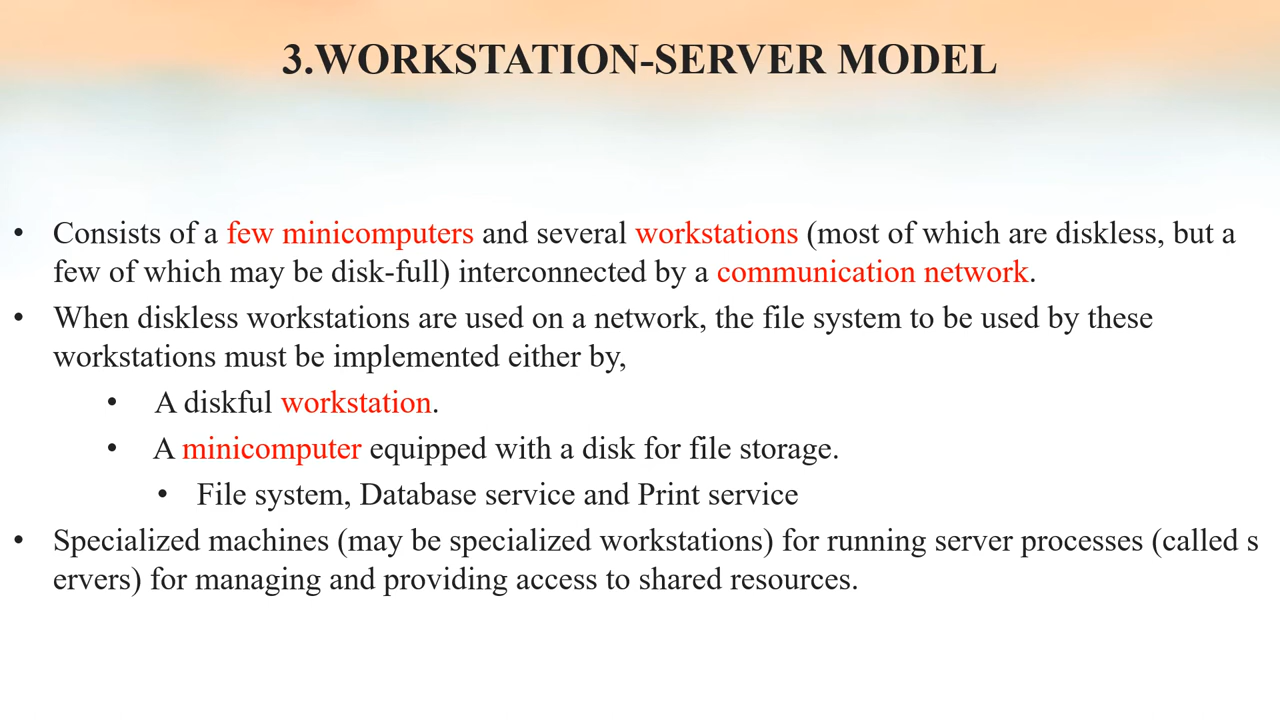 3.WORKSTATION-SERVER MODEL
• Consists of a few minicomputers and several workstations (most of which are diskless, but a
few of which may be disk-full) interconnected by a communication network.
• When diskless workstations are used on a network, the file system to be used by these
workstations must be implemented either by,
• A diskful workstation.
• A minicomputer equipped with a disk for file storage.
• File system, Database service and Print service
• Specialized machines (may be specialized workstations) for running server processes (called s
ervers) for managing and providing access to shared resources.